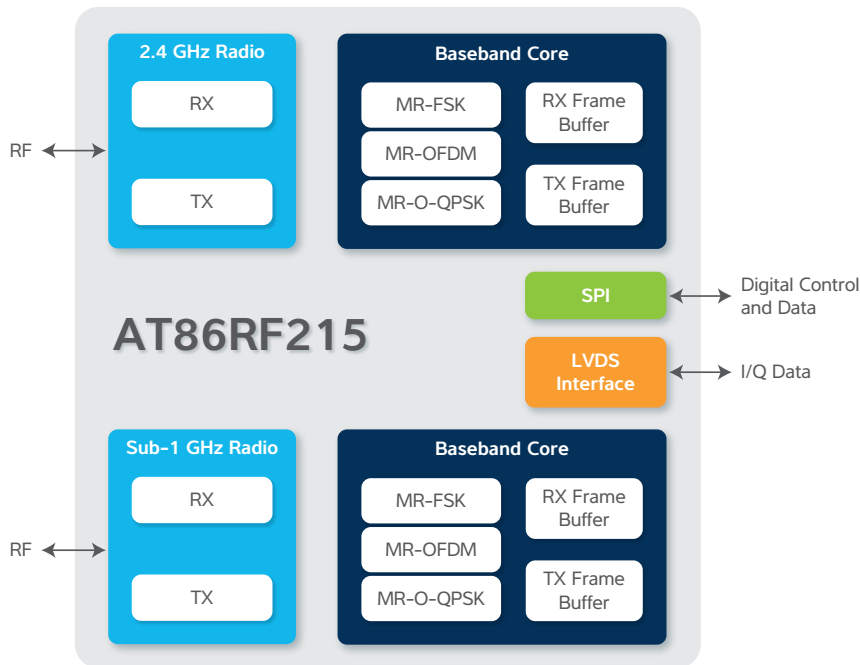 2.4 GHz Radio
RX
TX
RF
Baseband Core
MR-FSK
MR-OFDM
MR-O-QPSK
RX Frame
Buffer
TX Frame
Buffer
SPI
Digital Control
and Data
AT86RF215
LVDS
Interface
I/Q Data
Sub-1 GHz Radio
RX
TX
RF
Baseband Core
MR-FSK
MR-OFDM
MR-O-QPSK
RX Frame
Buffer
TX Frame
Buffer